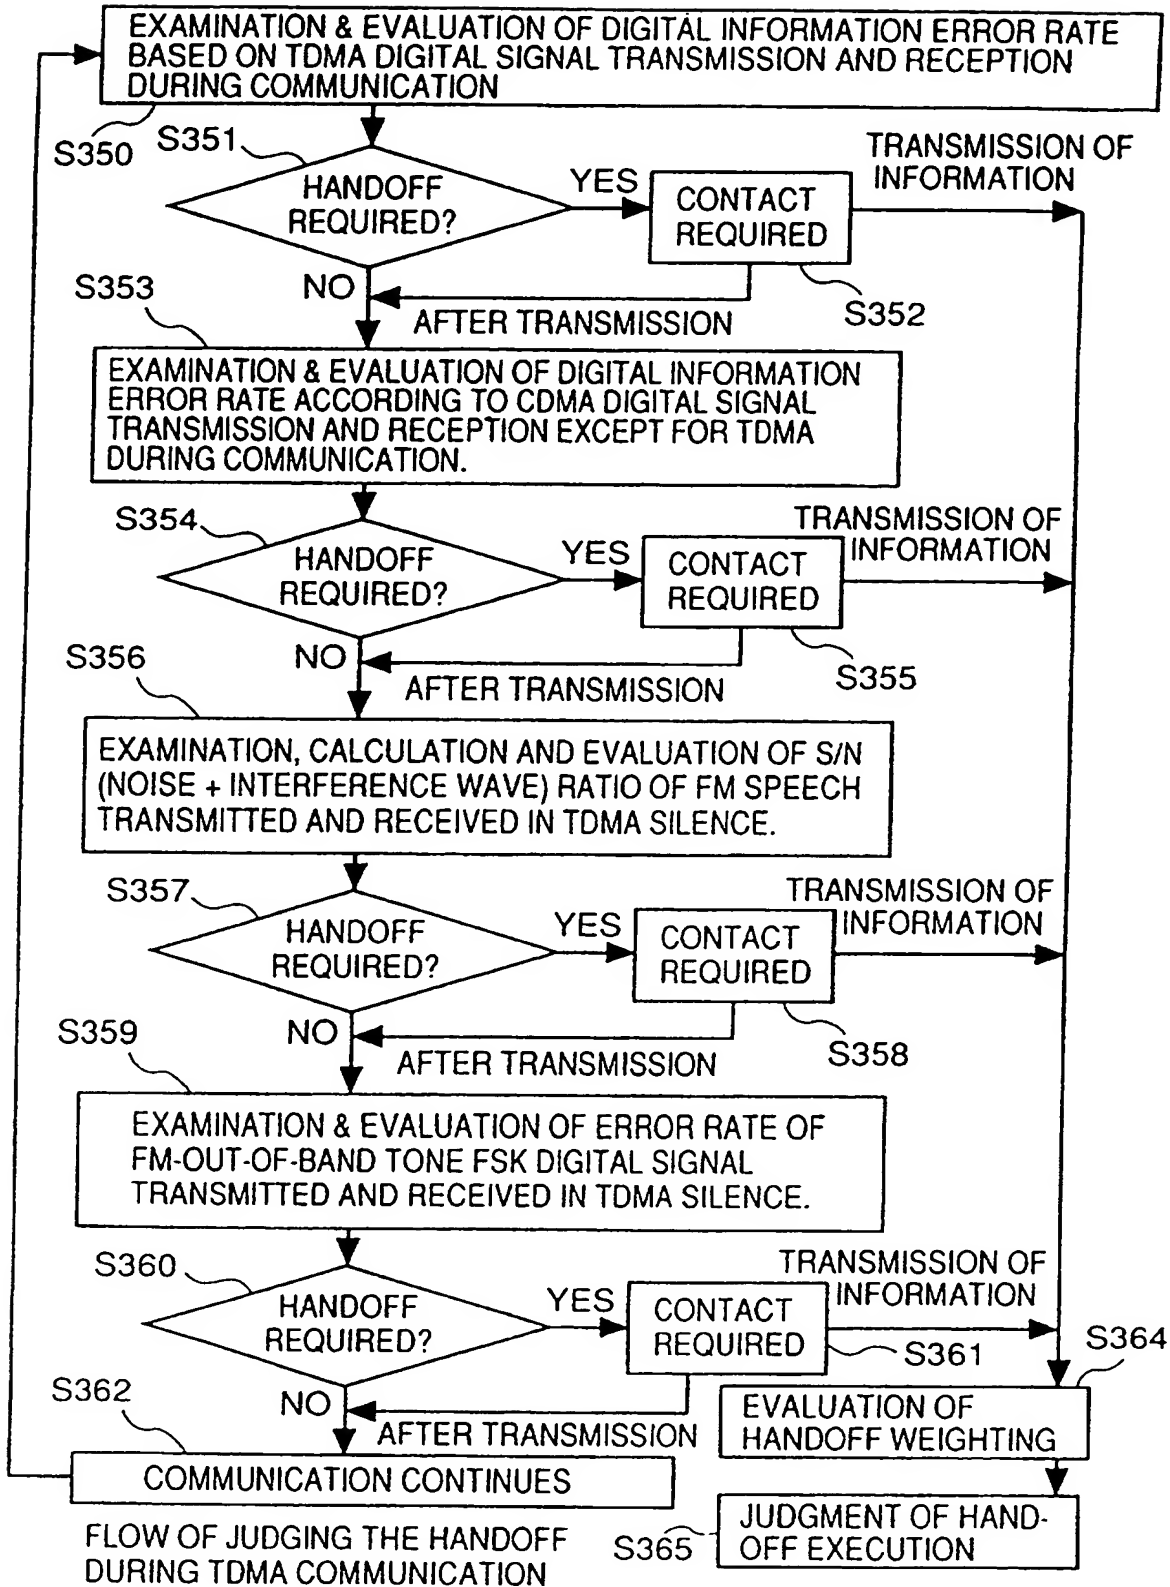 EXAMINATION & EVALUATION OF DIGITAL INFORMATION ERROR RATE
BASED ON TDMA DIGITAL SIGNAL TRANSMISSION AND RECEPTION
DURING COMMUNICATION
S350
S351
HANDOFF
REQUIRED?
YES
CONTACT
REQUIRED
TRANSMISSION OF
INFORMATION
S352
NO
AFTER TRANSMISSION
S353
EXAMINATION & EVALUATION OF DIGITAL INFORMATION
ERROR RATE ACCORDING TO CDMA DIGITAL SIGNAL
TRANSMISSION AND RECEPTION EXCEPT FOR TDMA
DURING COMMUNICATION.
S354
HANDOFF
REQUIRED?
YES
CONTACT
REQUIRED
TRANSMISSION OF
INFORMATION
S355
NO
AFTER TRANSMISSION
S356
EXAMINATION, CALCULATION AND EVALUATION OF S/N
(NOISE + INTERFERENCE WAVE) RATIO OF FM SPEECH
TRANSMITTED AND RECEIVED IN TDMA SILENCE.
S357
HANDOFF
REQUIRED?
YES
CONTACT
REQUIRED
TRANSMISSION OF
INFORMATION
S358
NO
AFTER TRANSMISSION
S359
EXAMINATION & EVALUATION OF ERROR RATE OF
FM-OUT-OF-BAND TONE FSK DIGITAL SIGNAL
TRANSMITTED AND RECEIVED IN TDMA SILENCE.
S360
HANDOFF
REQUIRED?
YES
CONTACT
REQUIRED
TRANSMISSION OF
INFORMATION
S361
NO
AFTER TRANSMISSION
S362
COMMUNICATION CONTINUES
S364
EVALUATION OF
HANDOFF WEIGHTING
S365
JUDGMENT OF HAND-
OFF EXECUTION
FLOW OF JUDGING THE HANDOFF
DURING TDMA COMMUNICATION